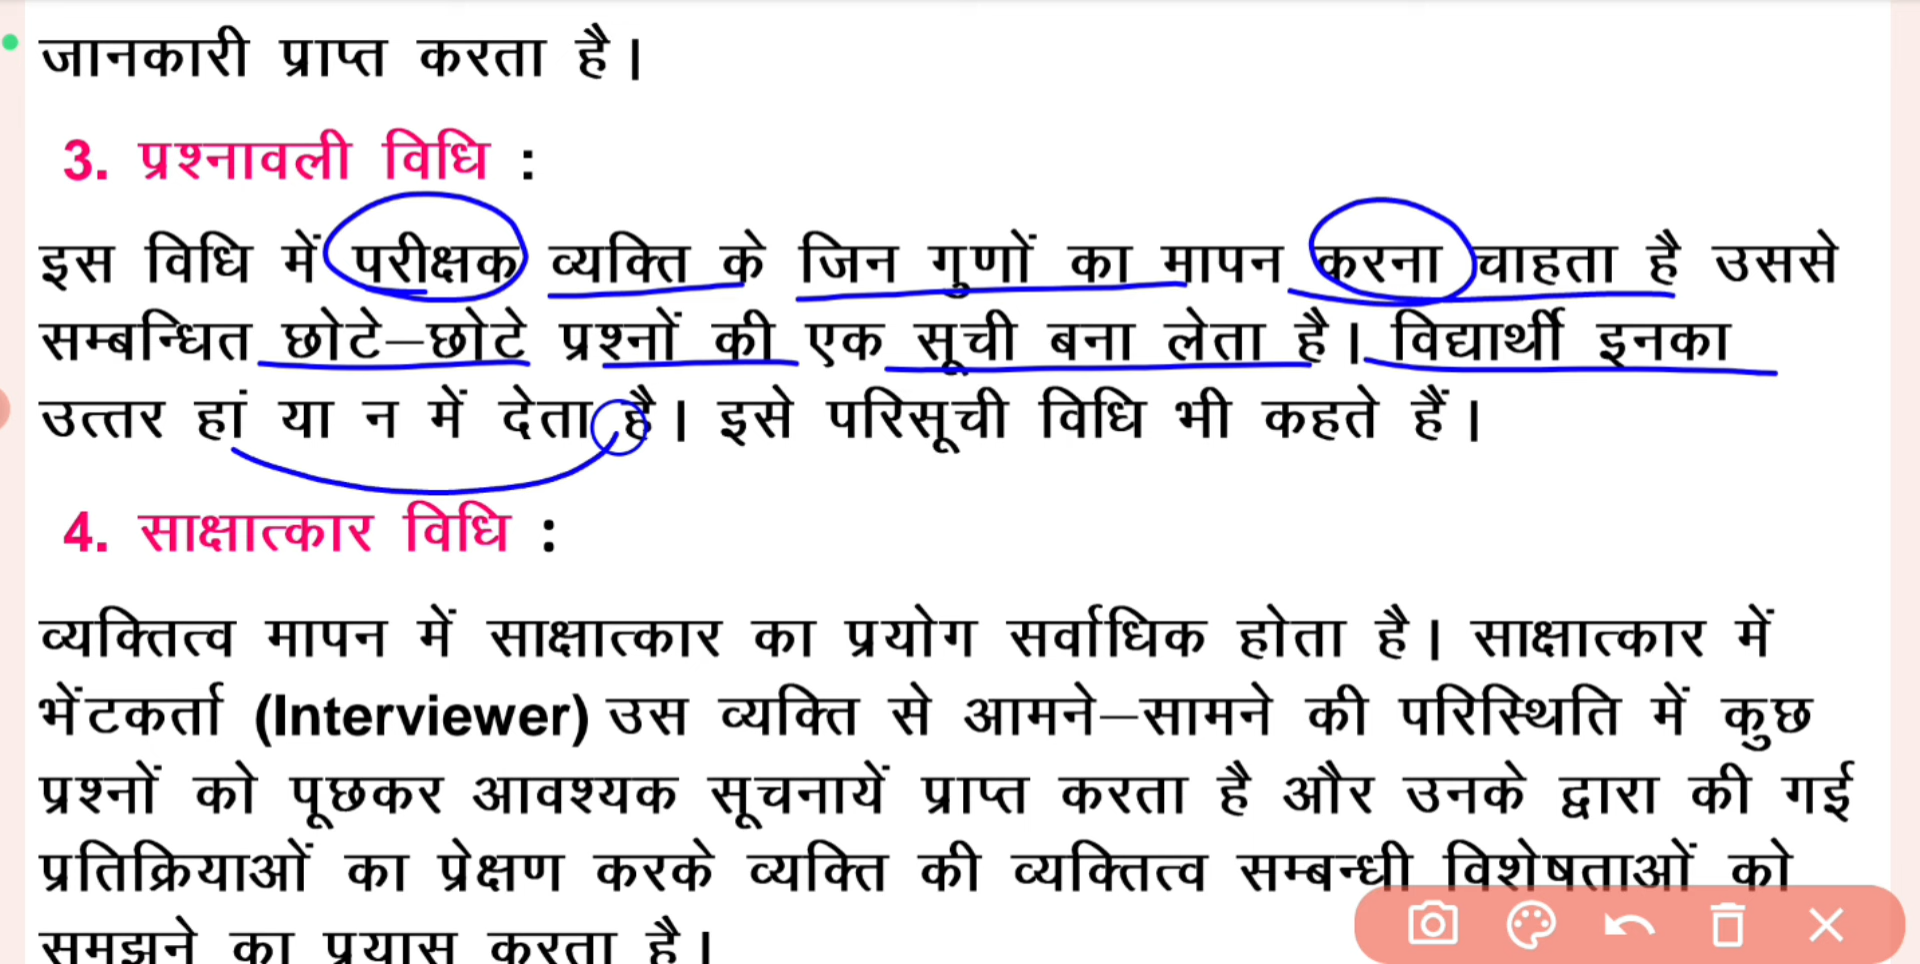 जानकारी प्राप्त करता है।
3. प्रश्नावली विधि :
इस विधि में परीक्षक व्यक्ति के जिन गुणों का मापन करना चाहता है उससे
सम्बन्धित छोटे–छोटे प्रश्नों की एक सूची बना लेता है। विद्यार्थी इनका
उत्तर हां या न में देता है। इसे परिसूची विधि भी कहते हैं।
4. साक्षात्कार विधि :
व्यक्तित्व मापन में साक्षात्कार का प्रयोग सर्वाधिक होता है। साक्षात्कार में
भेंटकर्ता (Interviewer) उस व्यक्ति से आमने–सामने की परिस्थिति में कुछ
प्रश्नों को पूछकर आवश्यक सूचनायें प्राप्त करता है और उनके द्वारा की गई
प्रतिक्रियाओं का प्रेक्षण करके व्यक्ति की व्यक्तित्व सम्बन्धी विशेषताओं को
समझने का प्रयास करता है।